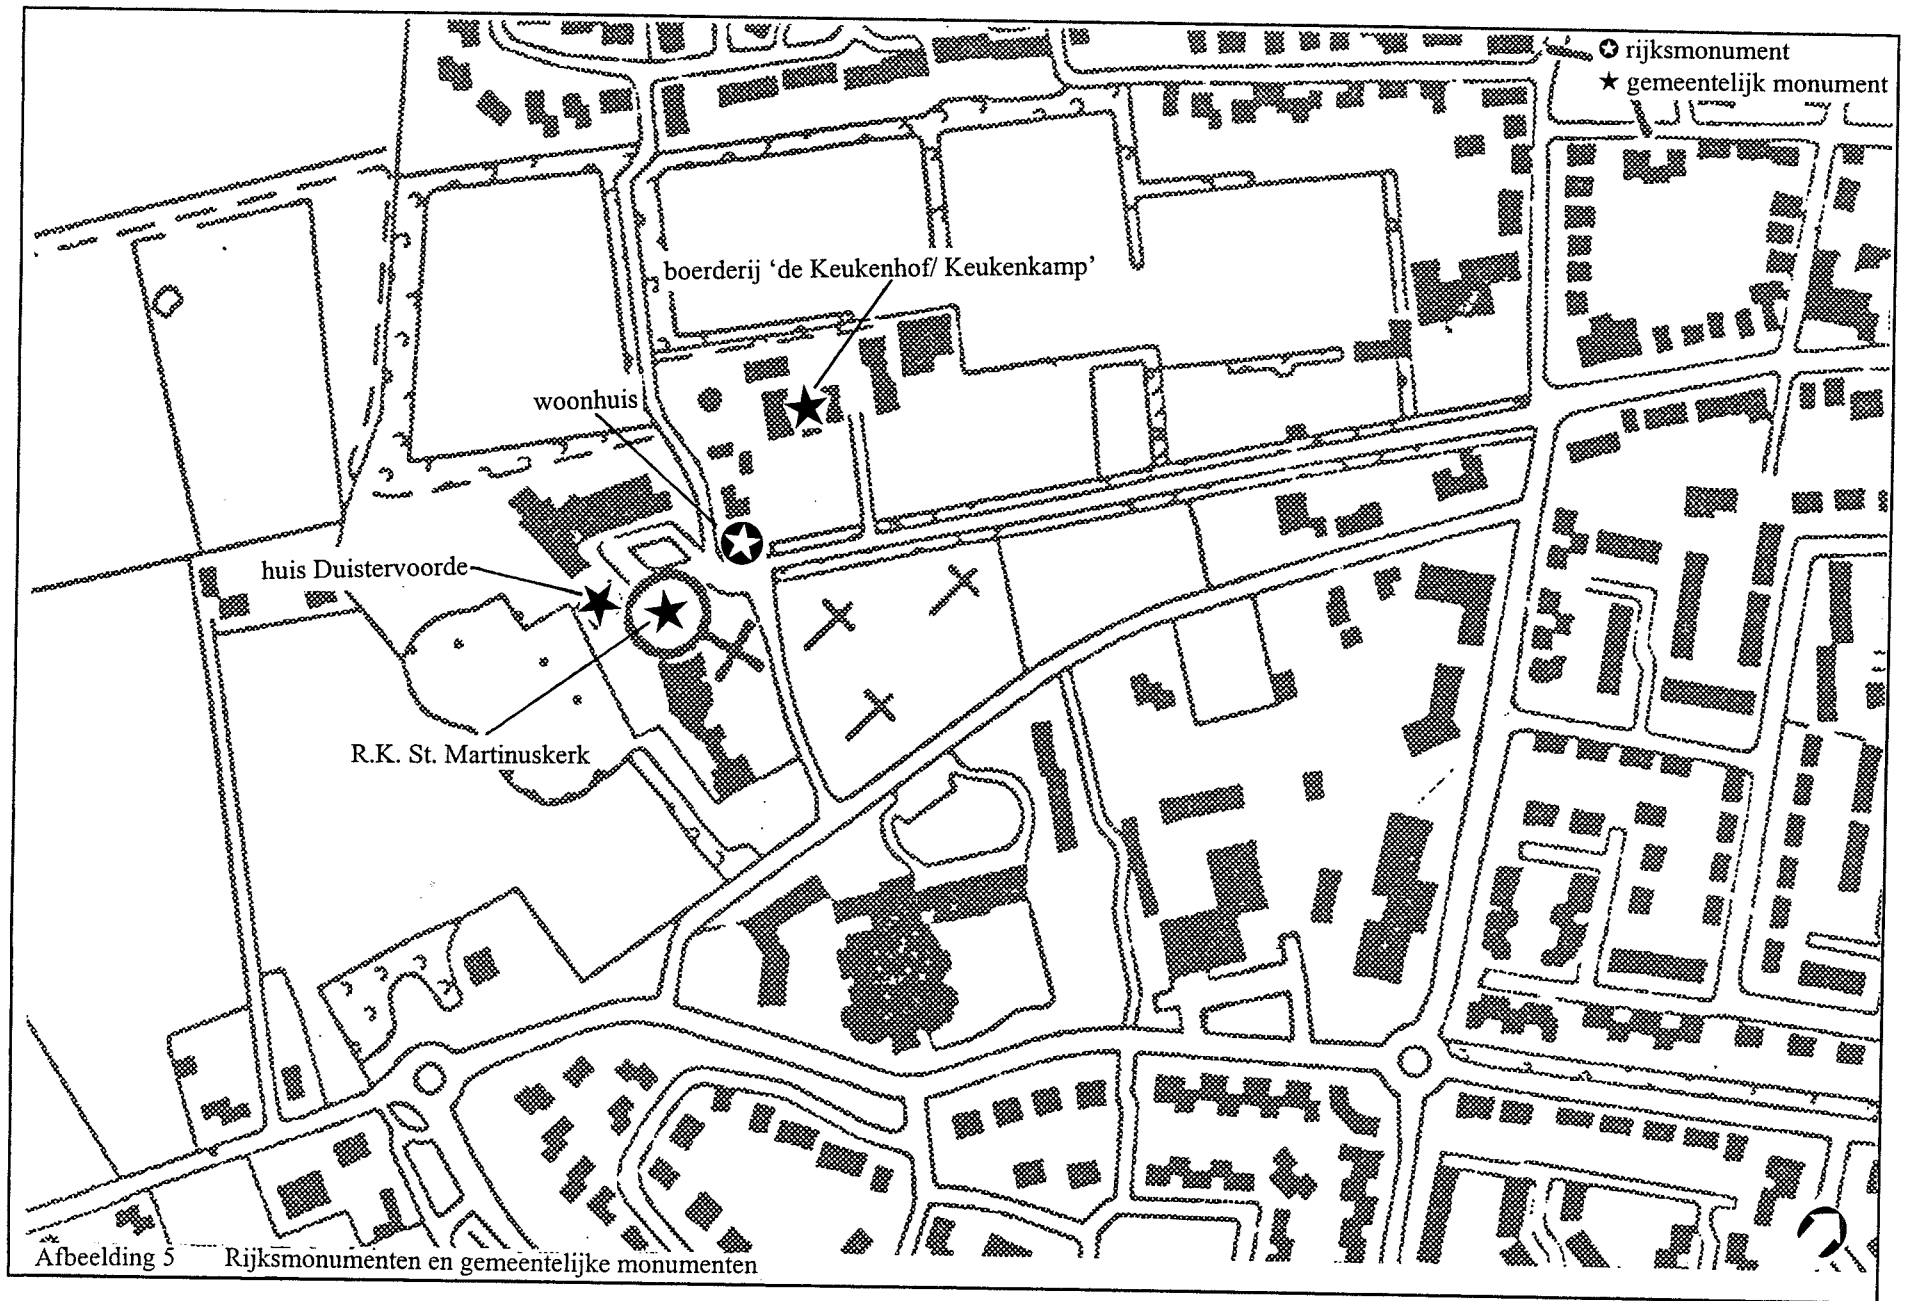 rijksmonument
gemeentelijk monument
boerderij ‘de Keukenhof/ Keukenkamp’
woonhuis
huis Duistervoorde
R.K. St. Martinuskerk
Afbeelding 5 Rijksmonumenten en gemeentelijke monumenten